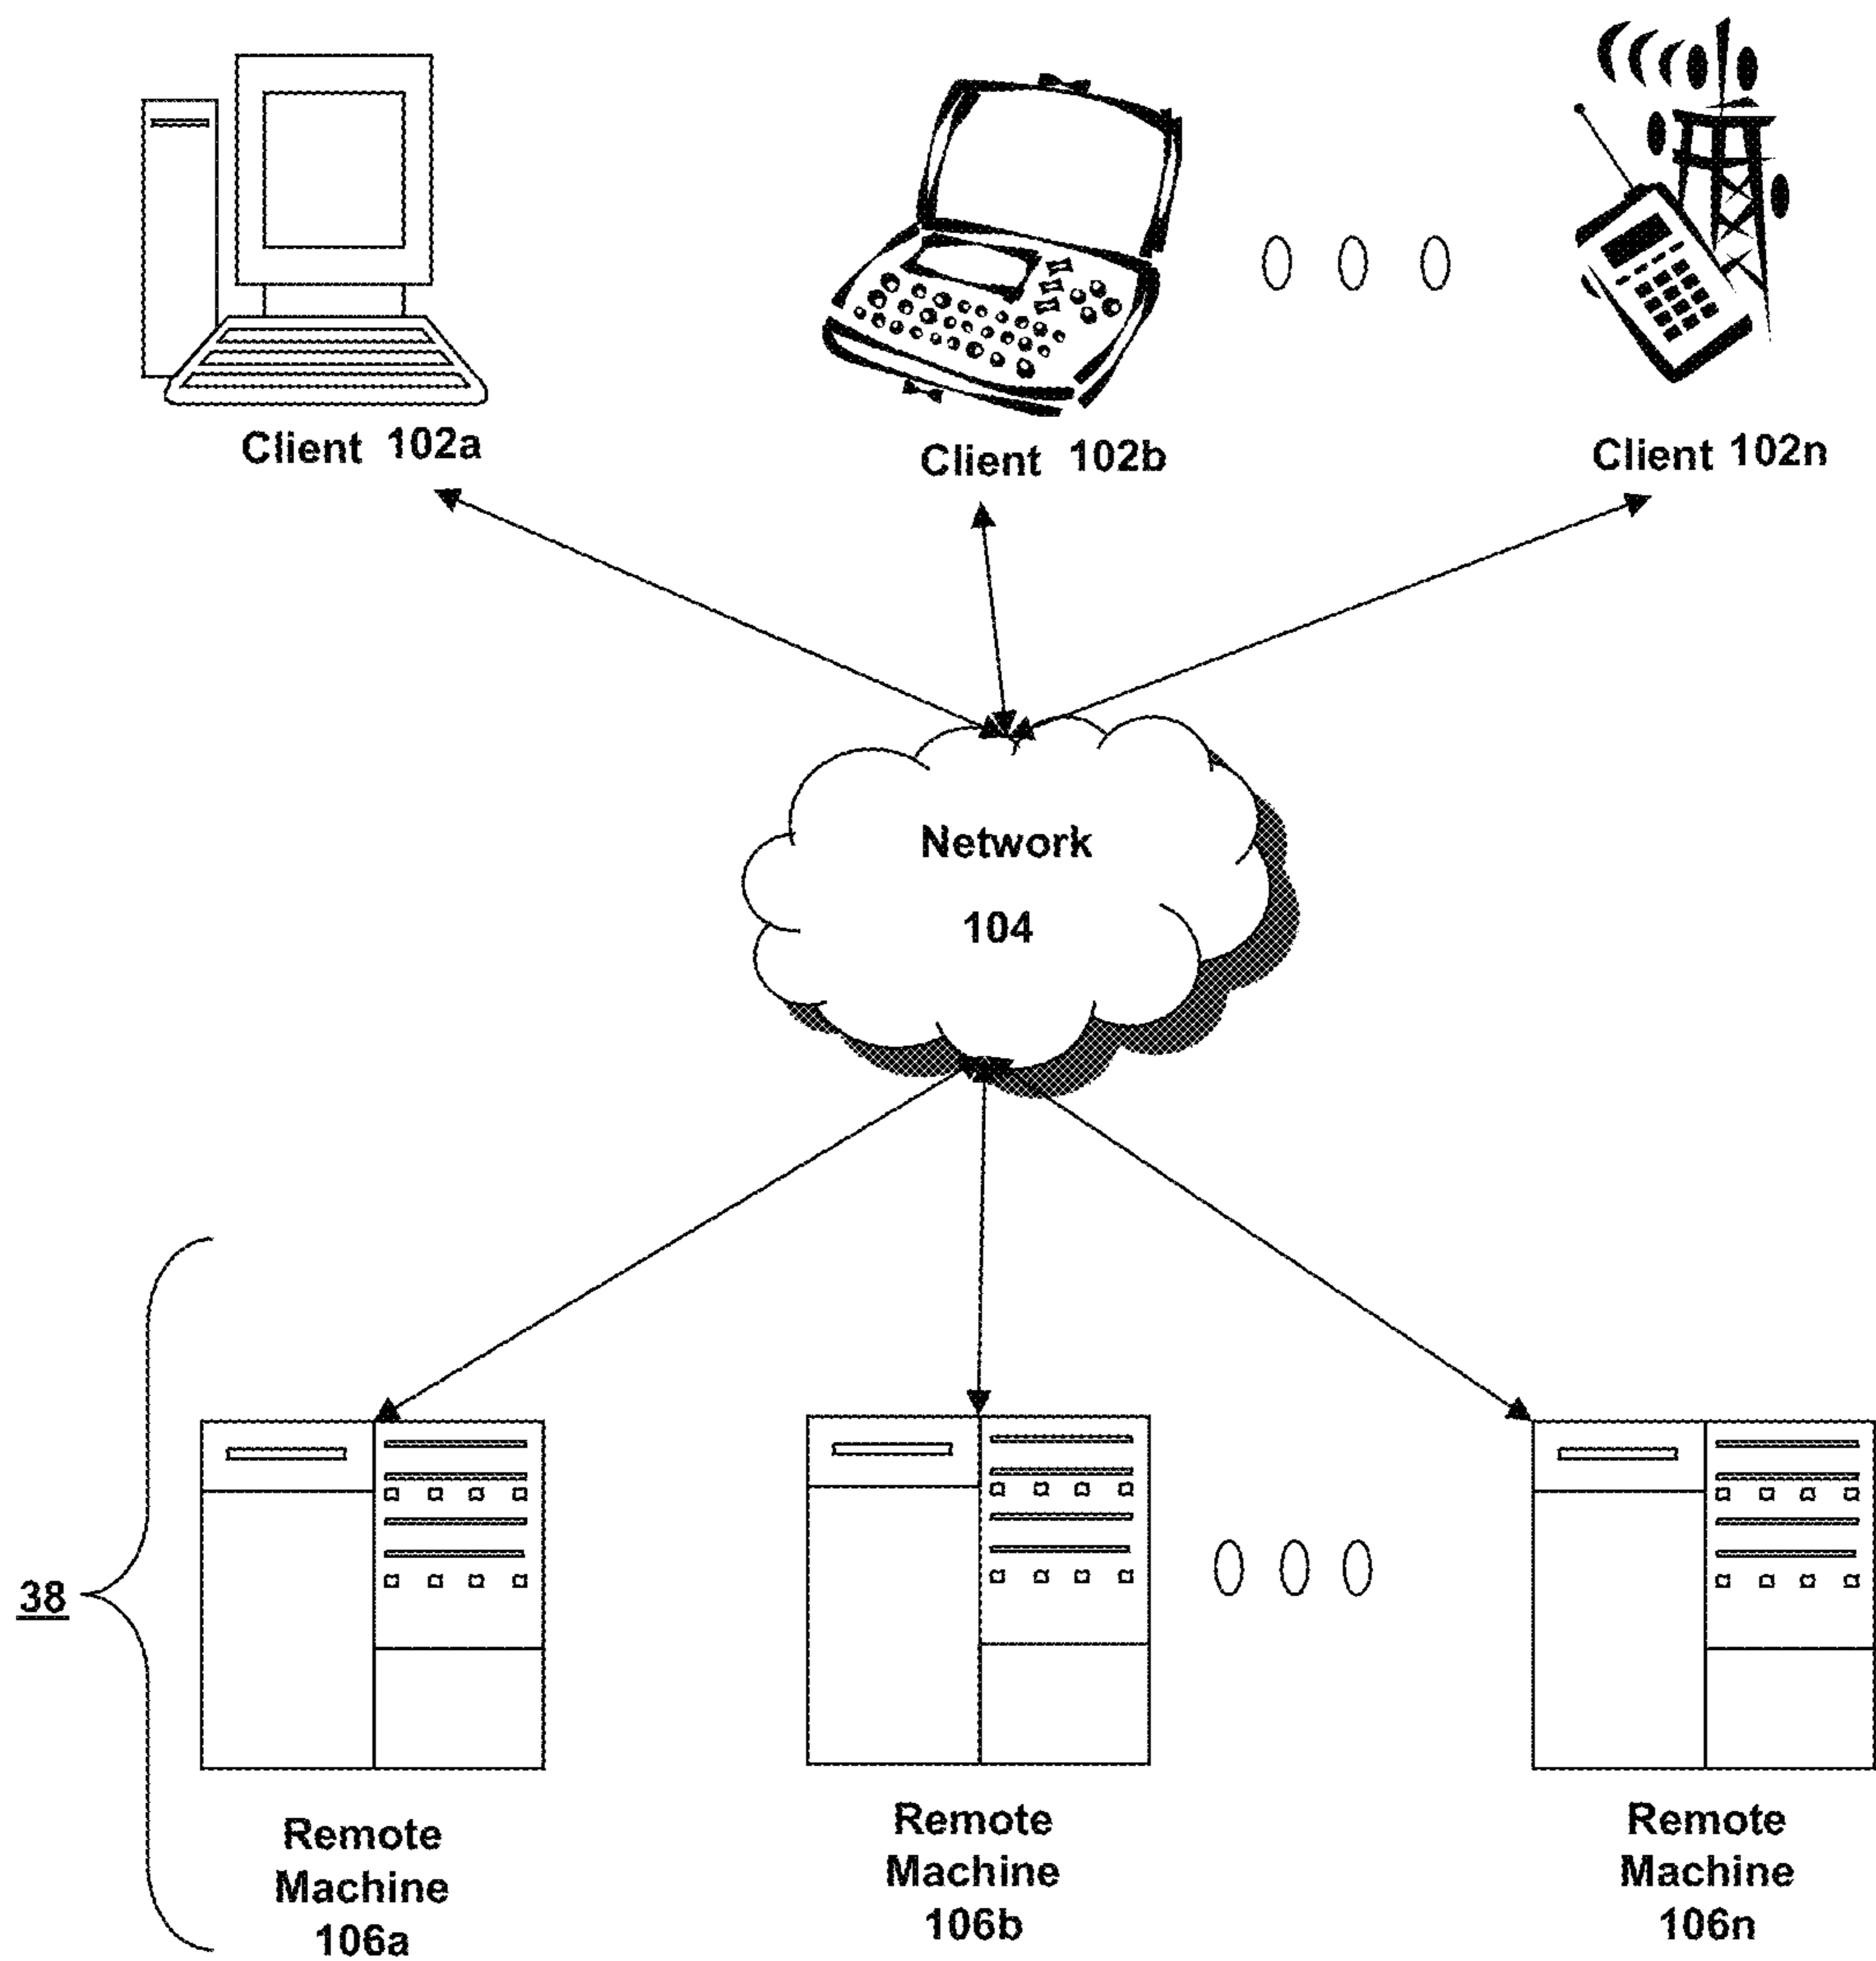 Client 102a
Client 102b
Client 102n
Network
104
38
Remote
Machine
106a
Remote
Machine
106b
Remote
Machine
106n